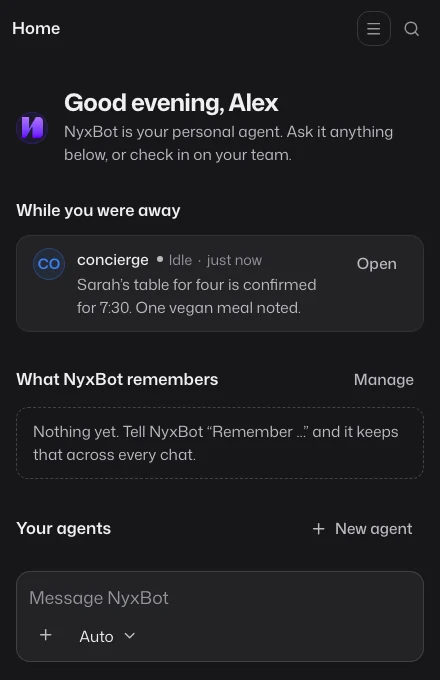 Home
Good evening, Alex
NyxBot is your personal agent. Ask it anything
below, or check in on your team.
While you were away
CO
concierge • Idle · just now
Open
Sarah’s table for four is confirmed
for 7:30. One vegan meal noted.
What NyxBot remembers
Manage
Nothing yet. Tell NyxBot “Remember …” and it keeps
that across every chat.
Your agents
+ New agent
Message NyxBot
+ Auto